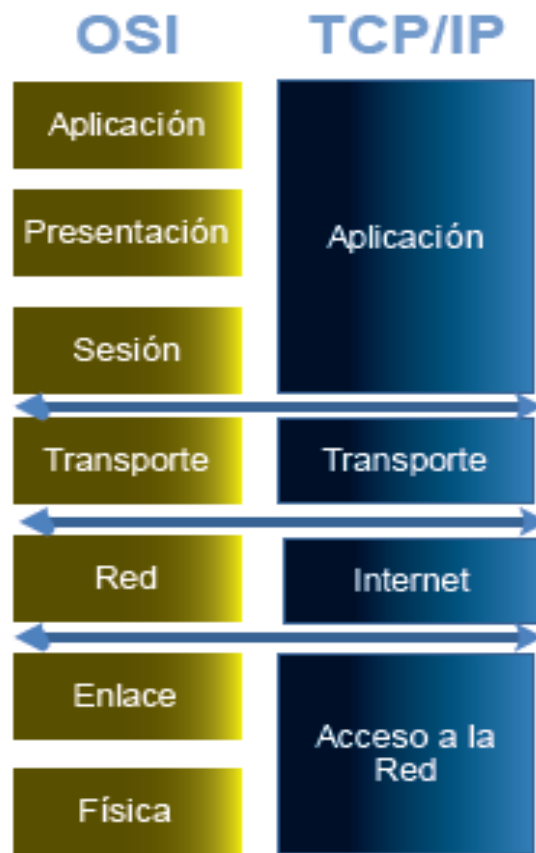 OSI
TCP/IP
Aplicación
Presentación
Sesión
Aplicación
Transporte
Transporte
Red
Internet
Enlace
Física
Acceso a la
Red